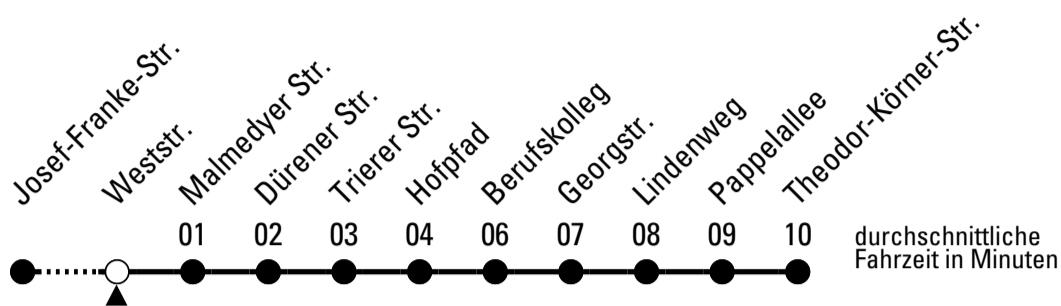 Josef-Franke-Str.
Weststr.
Malmedyer Str.
Dürener Str.
Trierer Str.
Hofpfad
Berufskolleg
Georgstr.
Lindenweg
Pappelallee
Theodor-Körner-Str.
01 02 03 04 06 07 08 09 10
durchschnittliche
Fahrzeit in Minuten